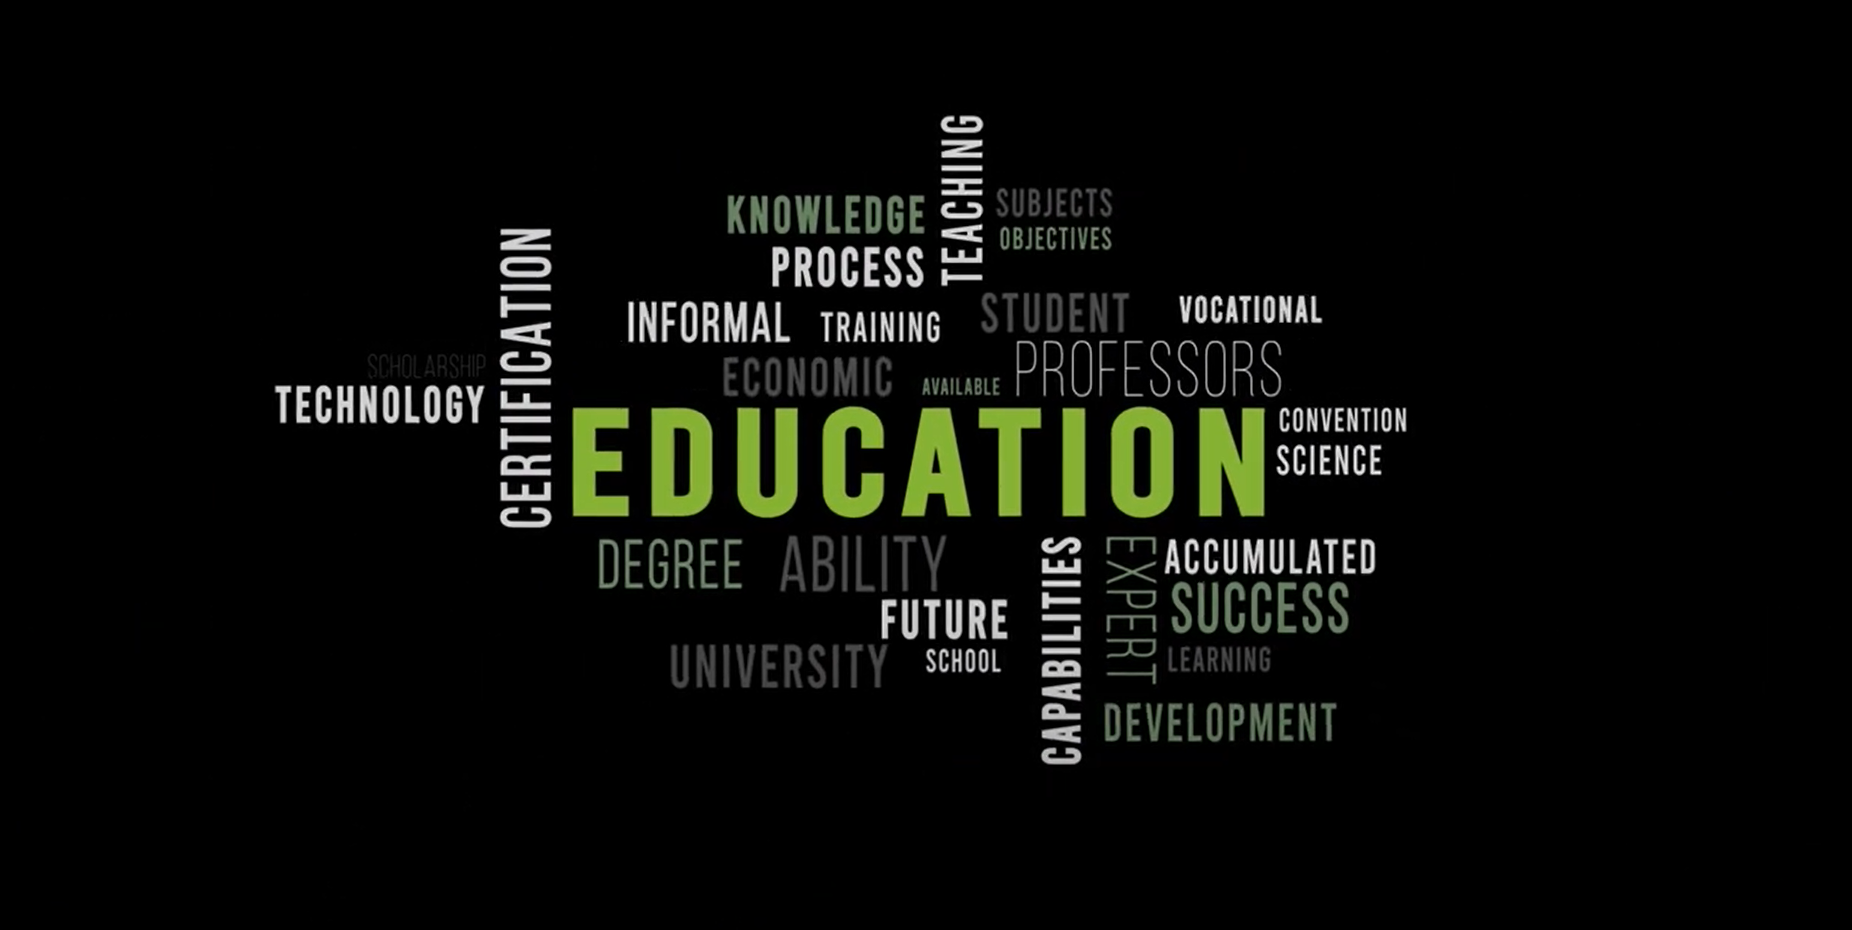 TEACHING
KNOWLEDGE
SUBJECTS
OBJECTIVES
PROCESS
CERTIFICATION
INFORMAL
TRAINING
STUDENT
VOCATIONAL
SCHOLARSHIP
TECHNOLOGY
ECONOMIC
AVAILABLE
PROFESSORS
EDUCATION
CONVENTION
SCIENCE
DEGREE
ABILITY
CAPABILITIES
EXPERT
ACCUMULATED
SUCCESS
FUTURE
UNIVERSITY
SCHOOL
LEARNING
DEVELOPMENT